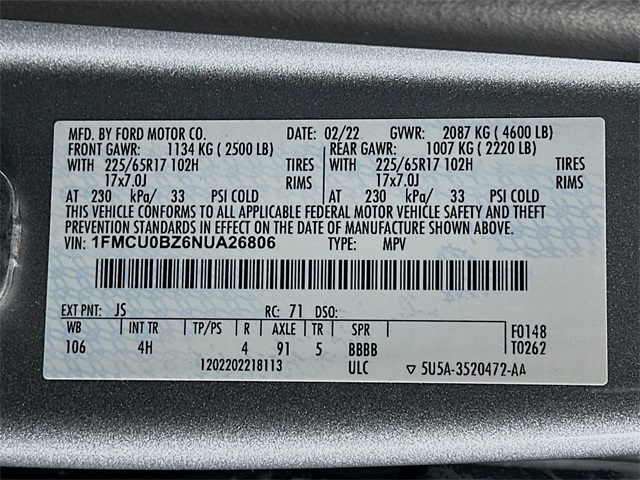 MFD. BY FORD MOTOR CO. DATE: 02/22 GVWR: 2087 KG (4600 LB)
FRONT GAWR: 1134 KG (2500 LB) REAR GAWR: 1007 KG (2220 LB)
WITH 225/65R17 102H TIRES WITH 225/65R17 102H TIRES
17x7.0J RIMS 17x7.0J RIMS
AT 230 kPa/ 33 PSI COLD AT 230 kPa/ 33 PSI COLD
THIS VEHICLE CONFORMS TO ALL APPLICABLE FEDERAL MOTOR VEHICLE SAFETY AND THEFT
PREVENTION STANDARDS IN EFFECT ON THE DATE OF MANUFACTURE SHOWN ABOVE.
VIN: 1FMCU0BZ6NUA26806 TYPE: MPV
EXT PNT: JS RC: 71 DSO:
WB INT TR TP/PS R AXLE TR SPR F0148
106 4H 4 91 5 BBBB T0262
1202202218113 ULC ▽ 5U5A-3520472-AA